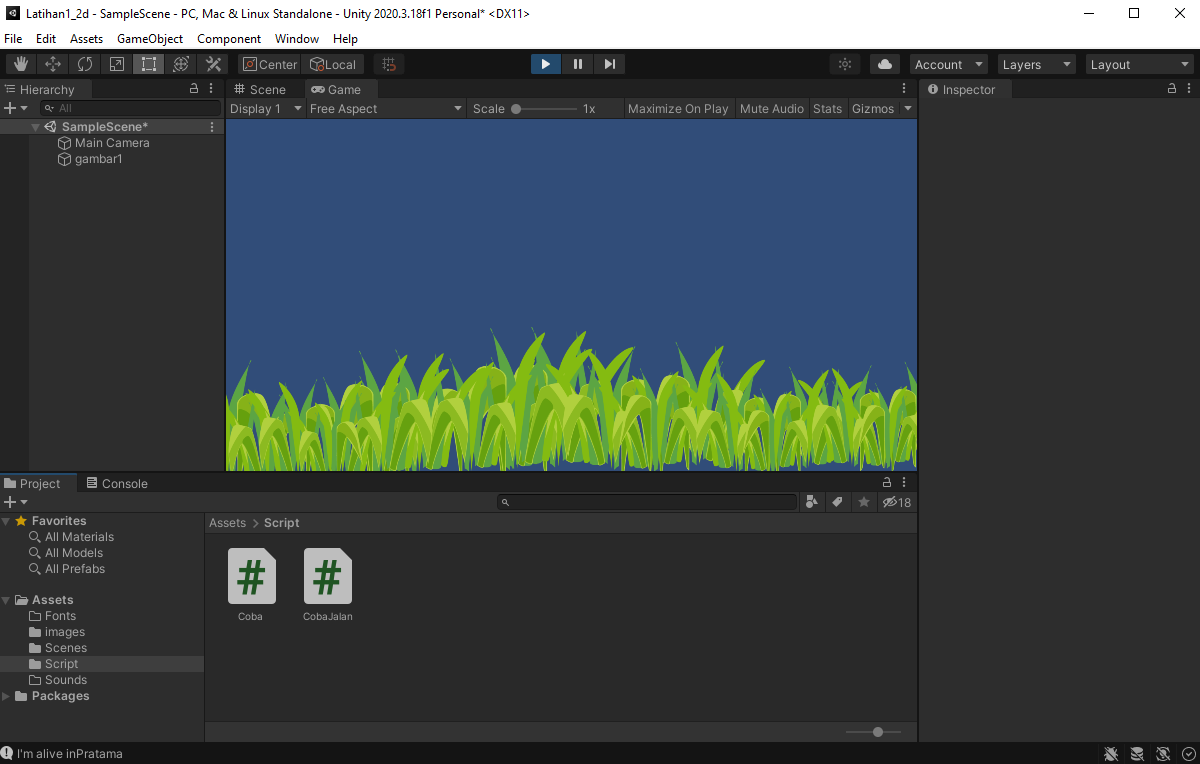 Latihan1_2d - SampleScene - PC, Mac & Linux Standalone - Unity 2020.3.18f1 Personal* <DX11>
File Edit Assets GameObject Component Window Help
Center Local Account Layers Layout
Hierarchy Scene Game Inspector
All Display 1 Free Aspect Scale 1x Maximize On Play Mute Audio Stats Gizmos
SampleScene*
Main Camera
gambar1
Project Console
18
Favorites
All Materials
All Models
All Prefabs
Assets
Fonts
images
Scenes
Script
Sounds
Packages
Assets > Script
# #
Coba CobaJalan
I'm alive inPratama